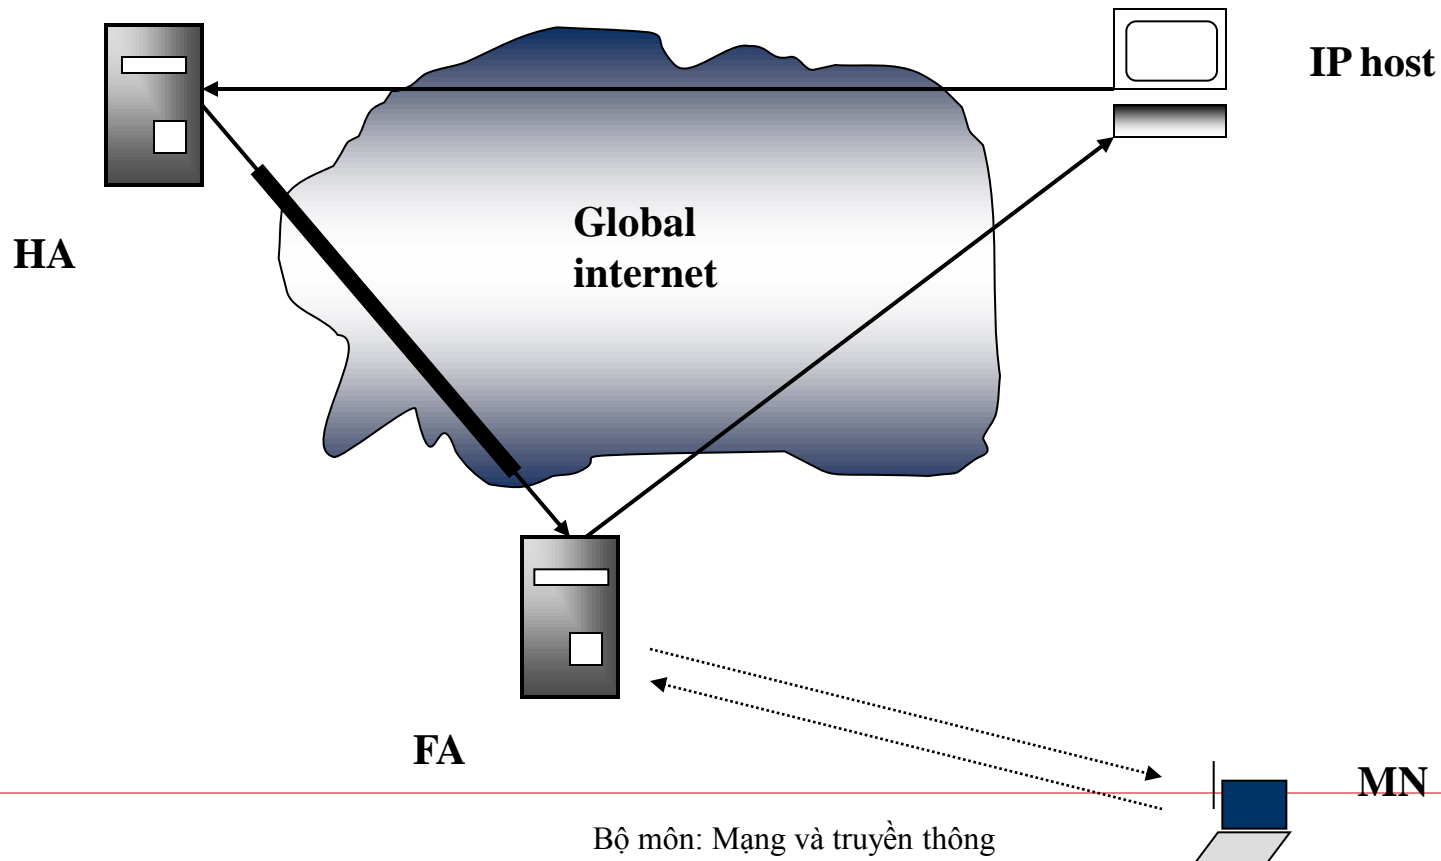 IP host
Global
internet
HA
FA
MN
Bộ môn: Mạng và truyền thông